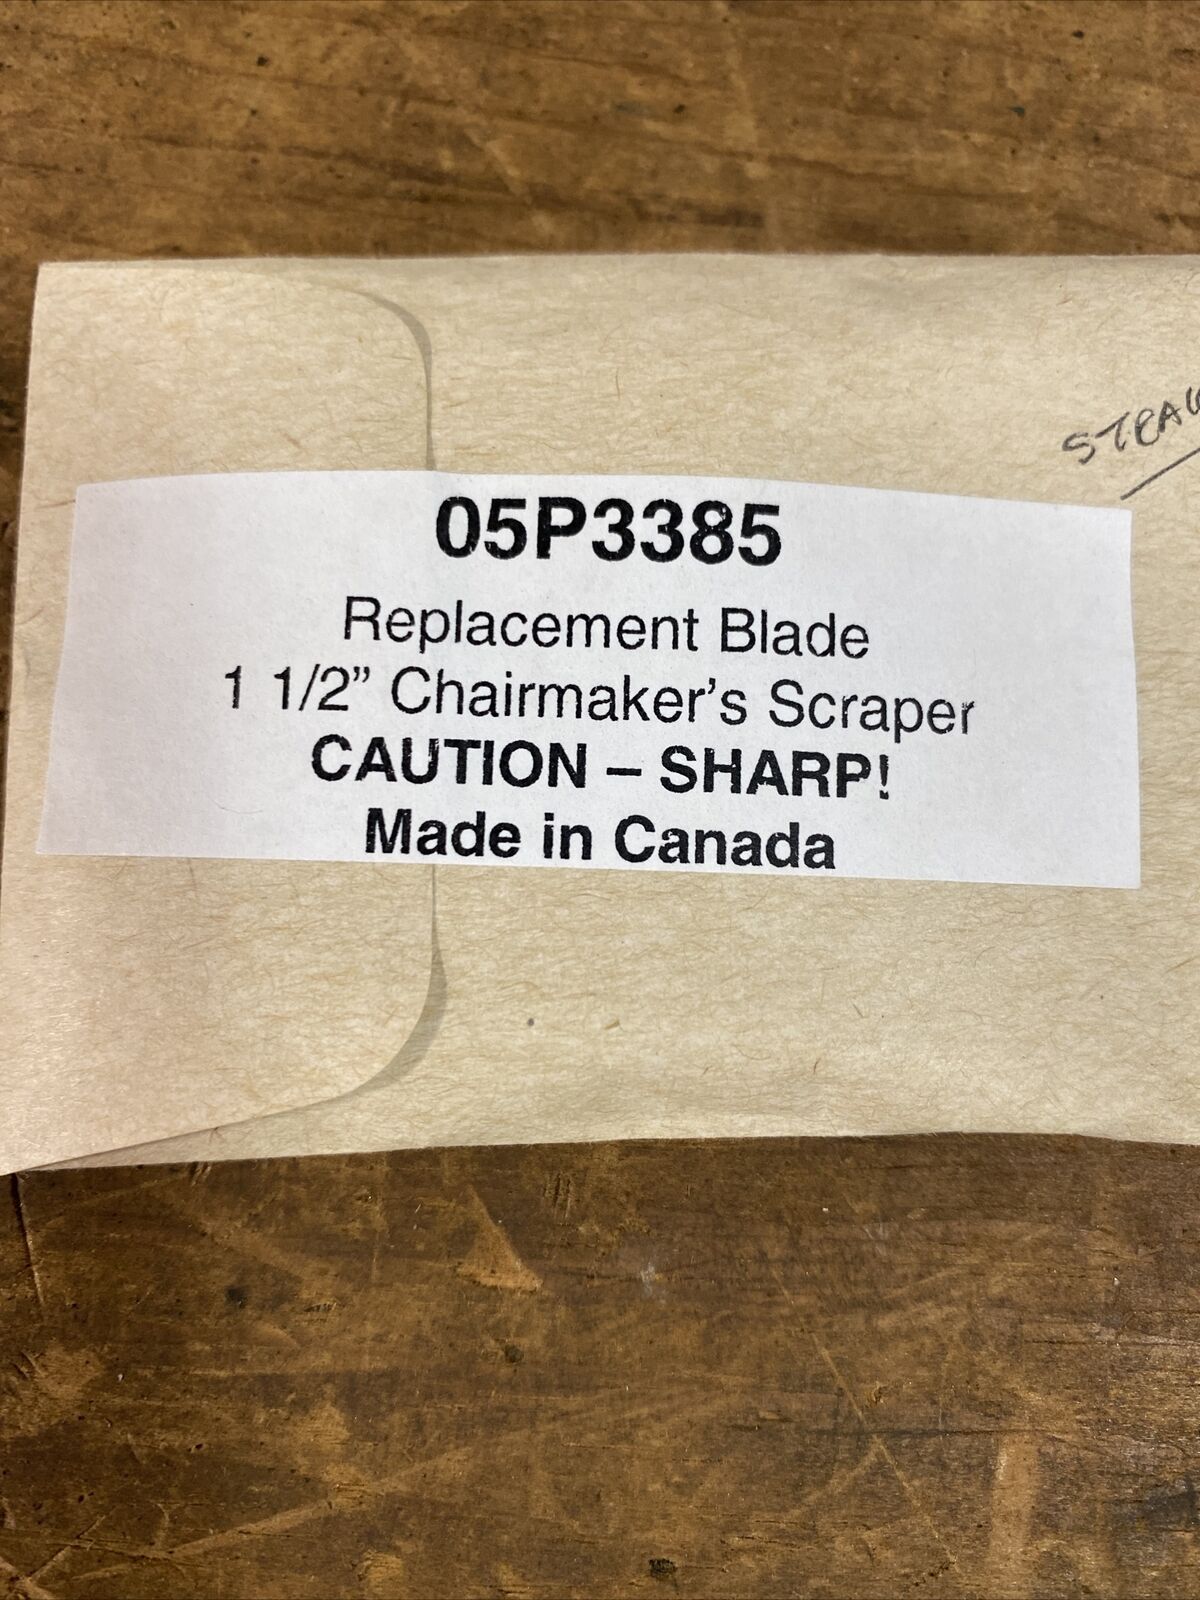 05P3385
Replacement Blade
1 1/2” Chairmaker’s Scraper
CAUTION – SHARP!
Made in Canada